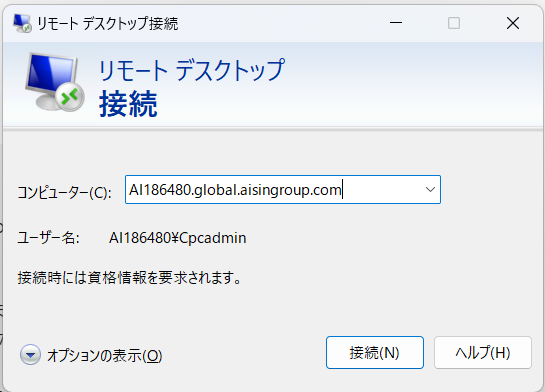 リモート デスクトップ接続
リモート デスクトップ
接続
コンピューター(C):
AI186480.global.aisingroup.com
ユーザー名:
AI186480¥Cpcadmin
接続時には資格情報を要求されます。
オプションの表示(O)
接続(N)
ヘルプ(H)